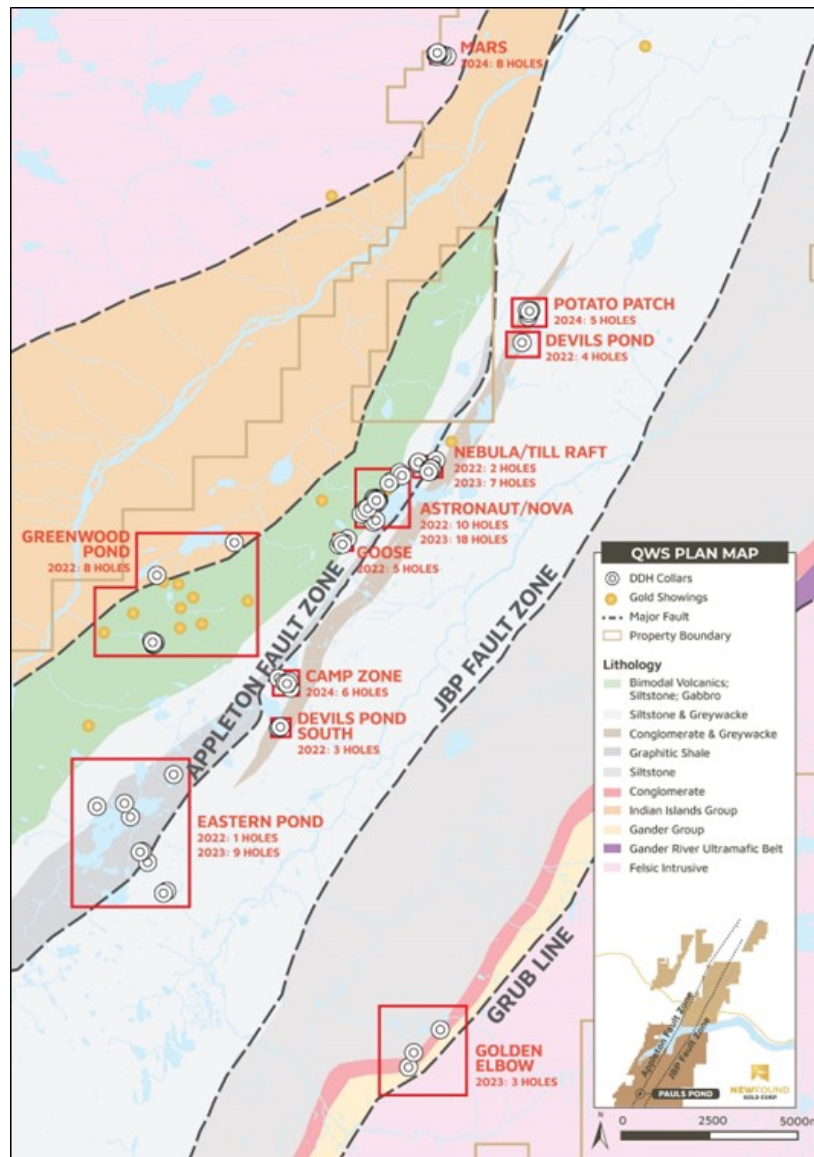 MARS
2024: 8 HOLES
POTATO PATCH
2024: 5 HOLES
DEVILS POND
2022: 4 HOLES
NEBULA/TILL RAFT
2022: 2 HOLES
2023: 7 HOLES
ASTRONAUT/NOVA
2022: 10 HOLES
2023: 18 HOLES
GREENWOOD
POND
2022: 8 HOLES
GOOSE
2022: 5 HOLES
APPLETON FAULT ZONE
JBP FAULT ZONE
CAMP ZONE
2024: 6 HOLES
DEVILS POND
SOUTH
2022: 3 HOLES
EASTERN POND
2022: 1 HOLES
2023: 9 HOLES
GRUB LINE
GOLDEN
ELBOW
2023: 3 HOLES
QWS PLAN MAP
DDH Collars
Gold Showings
Major Fault
Property Boundary
Lithology
Bimodal Volcanics;
Siltstone; Gabbro
Siltstone & Greywacke
Conglomerate & Greywacke
Graphitic Shale
Siltstone
Conglomerate
Indian Islands Group
Gander Group
Gander River Ultramafic Belt
Felsic Intrusive
Appleton Fault Zone
JBP Fault Zone
PAULS POND
NEWFOUND
GOLD CORP
N
0 2500 5000m